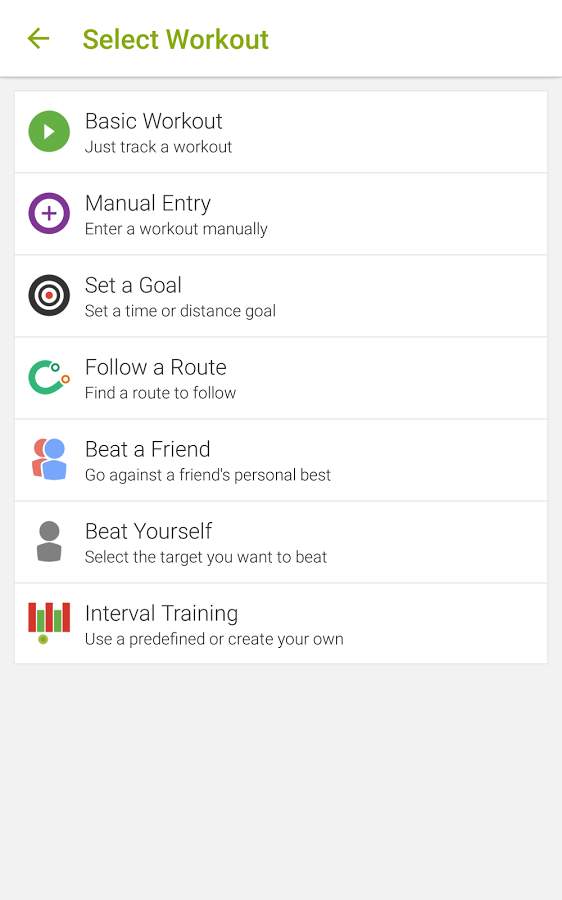 Select Workout
Basic Workout
Just track a workout
Manual Entry
Enter a workout manually
Set a Goal
Set a time or distance goal
Follow a Route
Find a route to follow
Beat a Friend
Go against a friend's personal best
Beat Yourself
Select the target you want to beat
Interval Training
Use a predefined or create your own